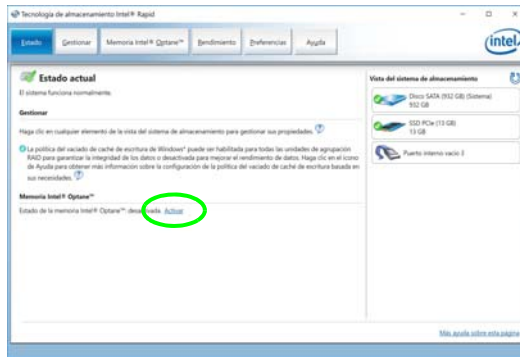 Tecnología de almacenamiento Intel® Rapid
Estado
Gestionar
Memoria Intel® Optane™
Rendimiento
Preferencias
Ayuda
intel
Estado actual
El sistema funciona normalmente.
Gestionar
Haga clic en cualquier elemento de la vista del sistema de almacenamiento para gestionar sus propiedades.
La política del vaciado de caché de escritura de Windows* puede ser habilitada para todas las unidades de agrupación
RAID para garantizar la integridad de los datos o desactivada para mejorar el rendimiento de datos. Haga clic en el icono
de Ayuda para obtener más información sobre la configuración de la política del vaciado de caché de escritura basada en
sus necesidades.
Memoria Intel® Optane™
Estado de la memoria Intel® Optane™: desactivada. Activar
Vista del sistema de almacenamiento
Disco SATA (932 GB) (Sistema)
932 GB
SSD PCIe (13 GB)
13 GB
Puerto interno vacío
Más ayuda sobre esta página